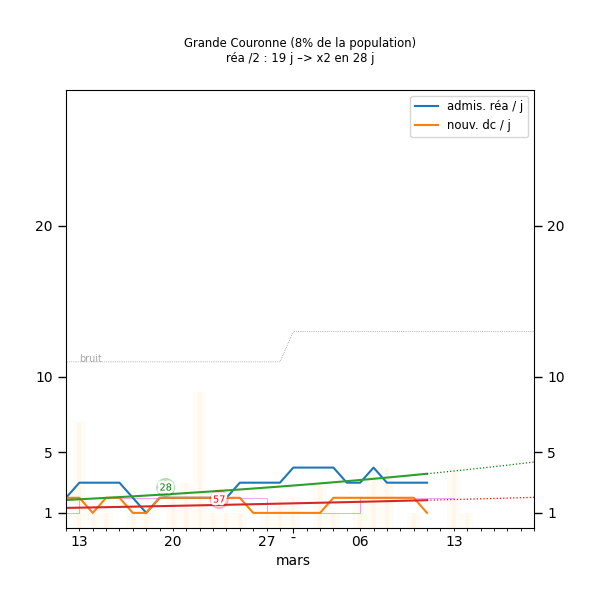 Grande Couronne (8% de la population)
réa /2 : 19 j –> x2 en 28 j
admis. réa / j
nouv. dc / j
20
20
bruit
10
10
5
5
28
57
1
1
13
20
27
-
06
13
mars